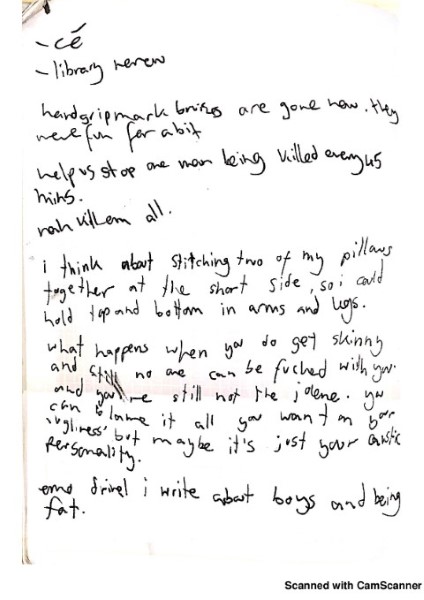 - cé
- library renew
handgripmark bruises are gone now. they
were fun for a bit
help us stop one man being killed every 45
mins.
nah kill em all.
i think about stitching two of my pillows
together at the short side, so i could
hold top and bottom in arms and legs.
what happens when you do get skinny
and still no one can be fucked with you.
and you're still not the jolene. you
can blame it all you want on your
'ugliness' but maybe it's just your
personality.
emo drivel i write about boys and being
fat.
Scanned with CamScanner